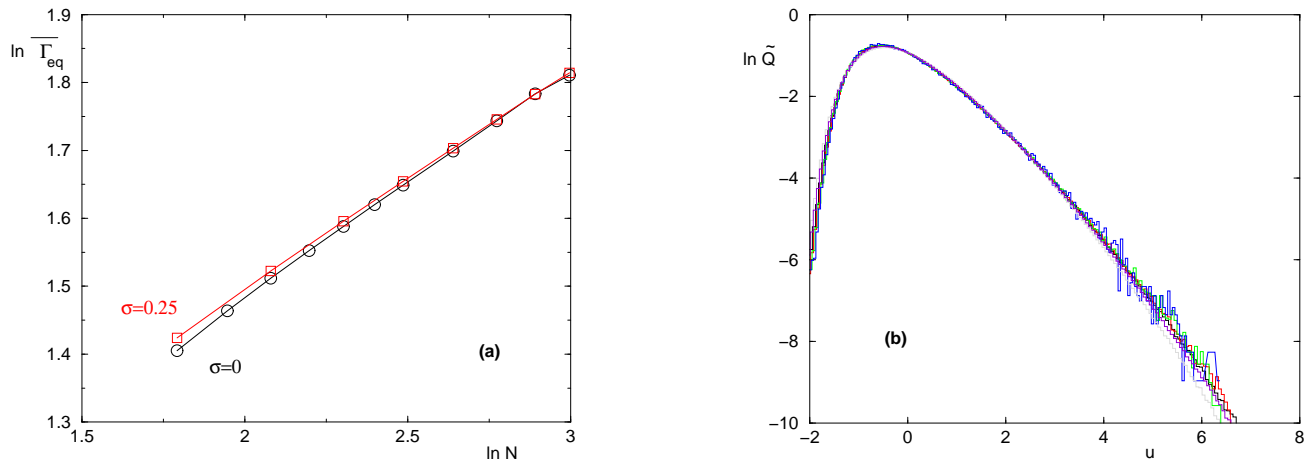 1.9
ln Γ̅eq
1.8
1.7
1.6
1.5
1.4
1.3
σ=0.25
σ=0
(a)
1.5 2 2.5 3
ln N
−0
ln Q̃
−2
−4
−6
−8
−10
(b)
−2 0 2 4 6 8
u